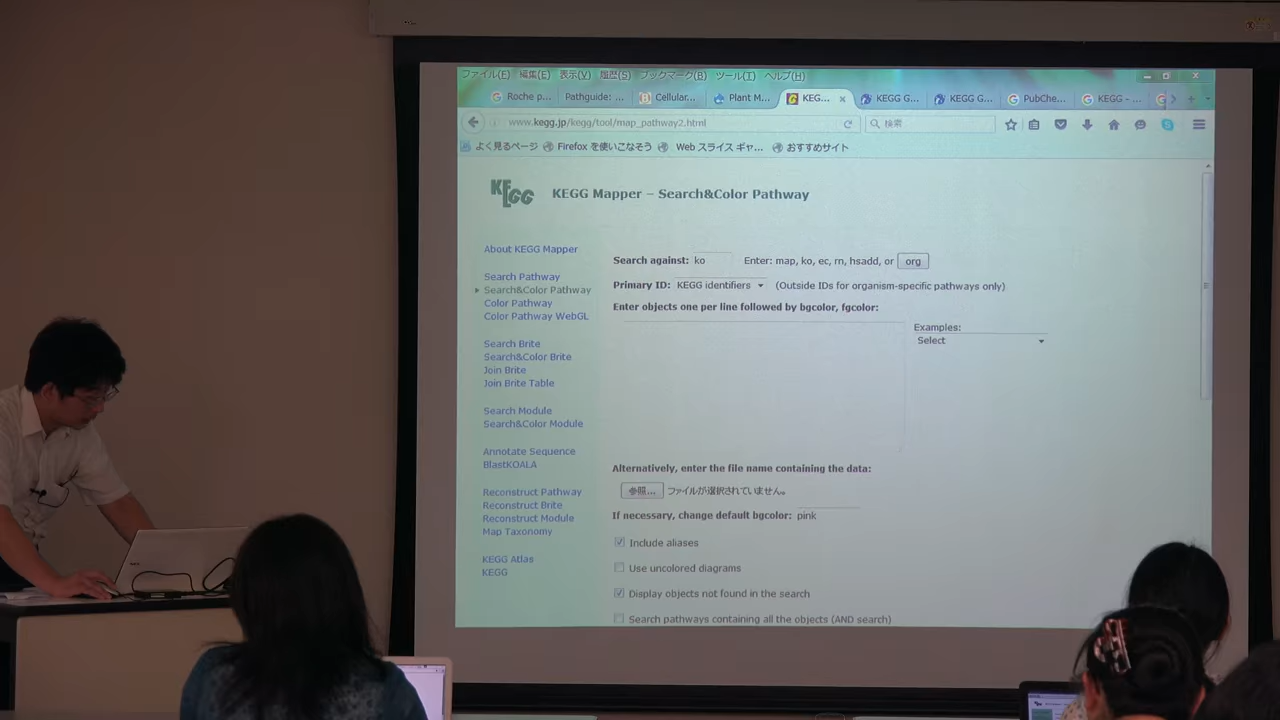 ファイル(F) 編集(E) 表示(V) 履歴(S) ブックマーク(B) ツール(T) ヘルプ(H)
Roche p... Pathguide: ... Cellular... Plant M... KEG... KEGG G... KEGG G... PubChe... KEGG - ...
www.kegg.jp/kegg/tool/map_pathway2.html 検索
よく見るページ Firefox を使いこなそう Web スライス ギャ... おすすめサイト
KEGG KEGG Mapper – Search&Color Pathway
About KEGG Mapper
Search Pathway
Search&Color Pathway
Color Pathway
Color Pathway WebGL
Search Brite
Search&Color Brite
Join Brite
Join Brite Table
Search Module
Search&Color Module
Annotate Sequence
BlastKOALA
Reconstruct Pathway
Reconstruct Brite
Reconstruct Module
Map Taxonomy
KEGG Atlas
KEGG
Search against: ko Enter: map, ko, ec, rn, hsadd, or org
Primary ID: KEGG identifiers (Outside IDs for organism-specific pathways only)
Enter objects one per line followed by bgcolor, fgcolor:
Examples:
Select
Alternatively, enter the file name containing the data:
参照... ファイルが選択されていません。
If necessary, change default bgcolor: pink
Include aliases
Use uncolored diagrams
Display objects not found in the search
Search pathways containing all the objects (AND search)